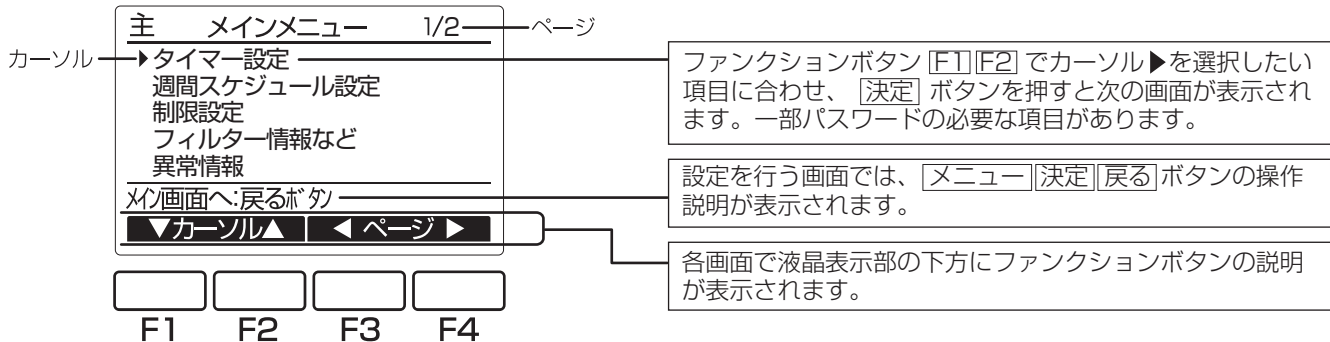 主 メインメニュー 1/2
ページ
カーソル
▶タイマー設定
週間スケジュール設定
制限設定
フィルター情報など
異常情報
メイン画面へ:戻るボタン
▼カーソル▲ ◀ ページ ▶
F1 F2 F3 F4
ファンクションボタン F1 F2 でカーソル▶を選択したい
項目に合わせ、 決定 ボタンを押すと次の画面が表示され
ます。一部パスワードの必要な項目があります。
設定を行う画面では、メニュー 決定 戻る ボタンの操作
説明が表示されます。
各画面で液晶表示部の下方にファンクションボタンの説明
が表示されます。